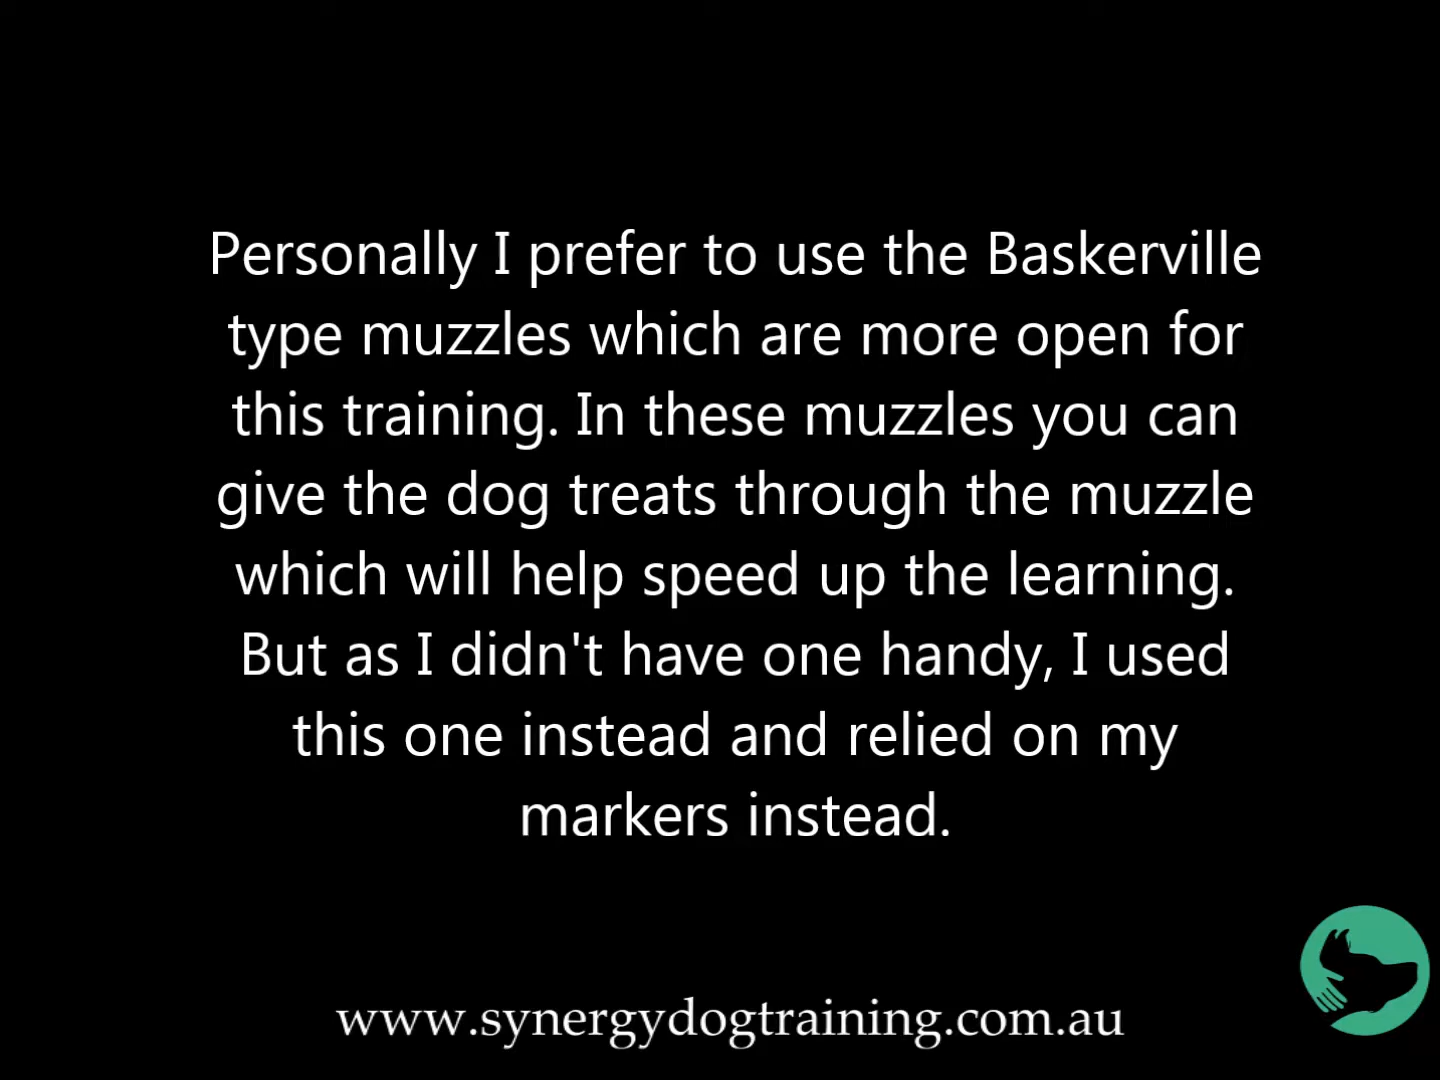 Personally I prefer to use the Baskerville
type muzzles which are more open for
this training. In these muzzles you can
give the dog treats through the muzzle
which will help speed up the learning.
But as I didn't have one handy, I used
this one instead and relied on my
markers instead.
www.synergydogtraining.com.au